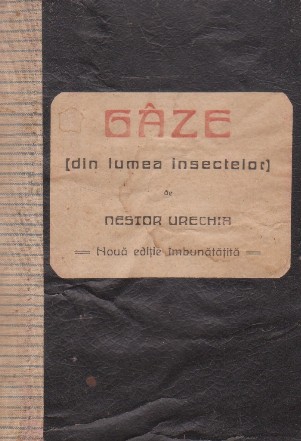 GÂZE
(din lumea insectelor)
de
NESTOR URECHIA
Nouă ediție îmbunătățită